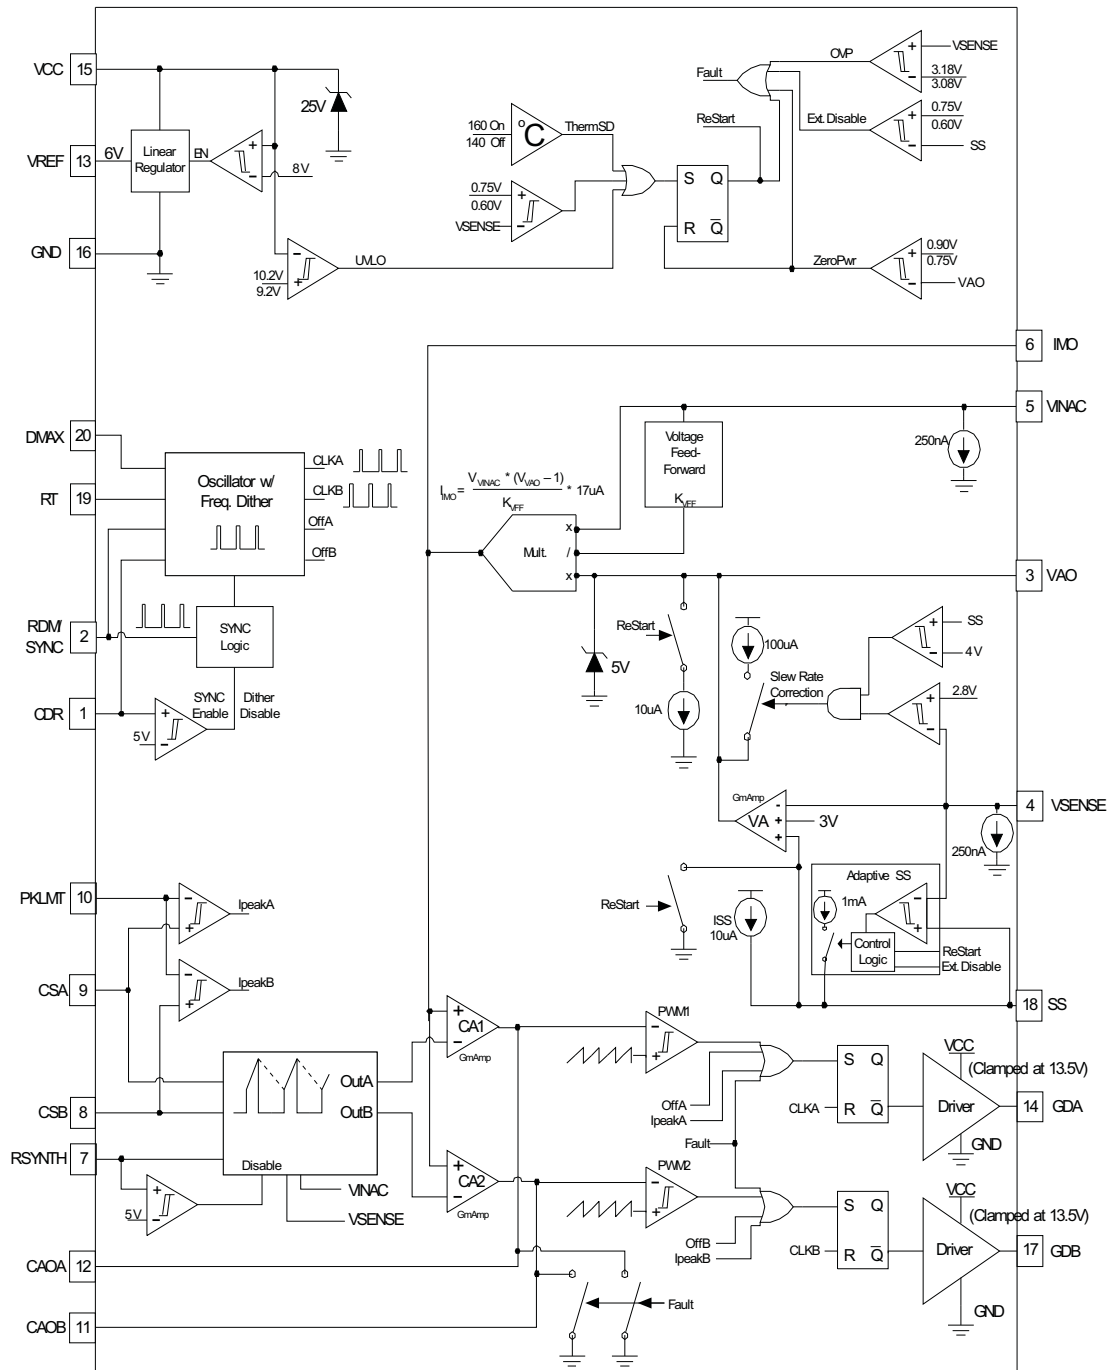 VCC 15
25V
VREF 13
6V
Linear
Regulator
EN
8V
GND 16
10.2V
9.2V
UVLO
160 On
140 Off
°C
ThermSD
0.75V
0.60V
VSENSE
S Q
R Q̅
ReStart
Fault
OVP
VSENSE
3.18V
3.08V
Ext. Disable
0.75V
0.60V
SS
ZeroPwr
0.90V
0.75V
VAO
6 IMO
5 VINAC
250nA
Voltage
Feed-
Forward
KVFF
IMO = VVINAC * (VVAO – 1) / KVFF * 17uA
Mult.
x
/
x
3 VAO
DMAX 20
RT 19
Oscillator w/
Freq. Dither
CLKA
CLKB
OffA
OffB
RDM/
SYNC 2
SYNC
Logic
CDR 1
5V
SYNC
Enable
Dither
Disable
ReStart
5V
10uA
100uA
Slew Rate
Correction
SS
4V
2.8V
GmAmp
VA
3V
4 VSENSE
250nA
Adaptive SS
1mA
Control
Logic
ReStart
Ext. Disable
ReStart
ISS
10uA
18 SS
PKLMT 10
IpeakA
IpeakB
CSA 9
CSB 8
RSYNTH 7
5V
OutA
OutB
Disable
VINAC
VSENSE
CA1
GmAmp
CA2
GmAmp
PWM1
OffA
IpeakA
Fault
PWM2
OffB
IpeakB
CLKA
S Q
R Q̅
VCC
(Clamped at 13.5V)
Driver
GND
14 GDA
CLKB
S Q
R Q̅
VCC
(Clamped at 13.5V)
Driver
GND
17 GDB
CAOA 12
CAOB 11
Fault